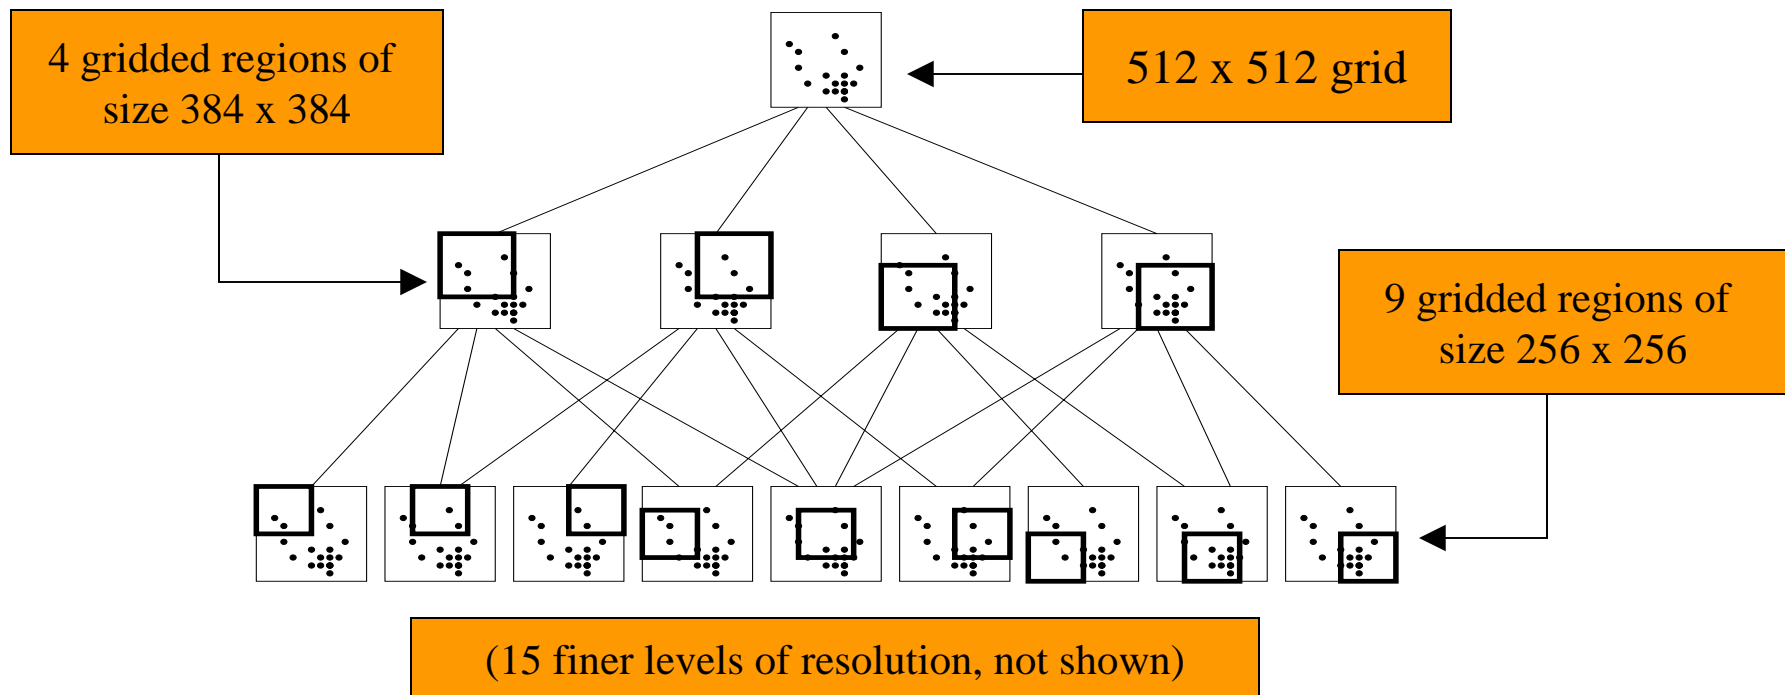 4 gridded regions of
size 384 x 384
512 x 512 grid
9 gridded regions of
size 256 x 256
(15 finer levels of resolution, not shown)